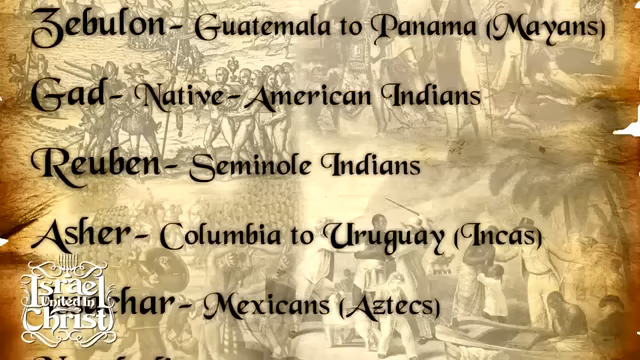 Zebulon- Guatemala to Panama (Mayans)
Gad- Native-American Indians
Reuben- Seminole Indians
Asher- Columbia to Uruguay (Incas)
Mexicans (Aztecs)
Israel
United In
Christ